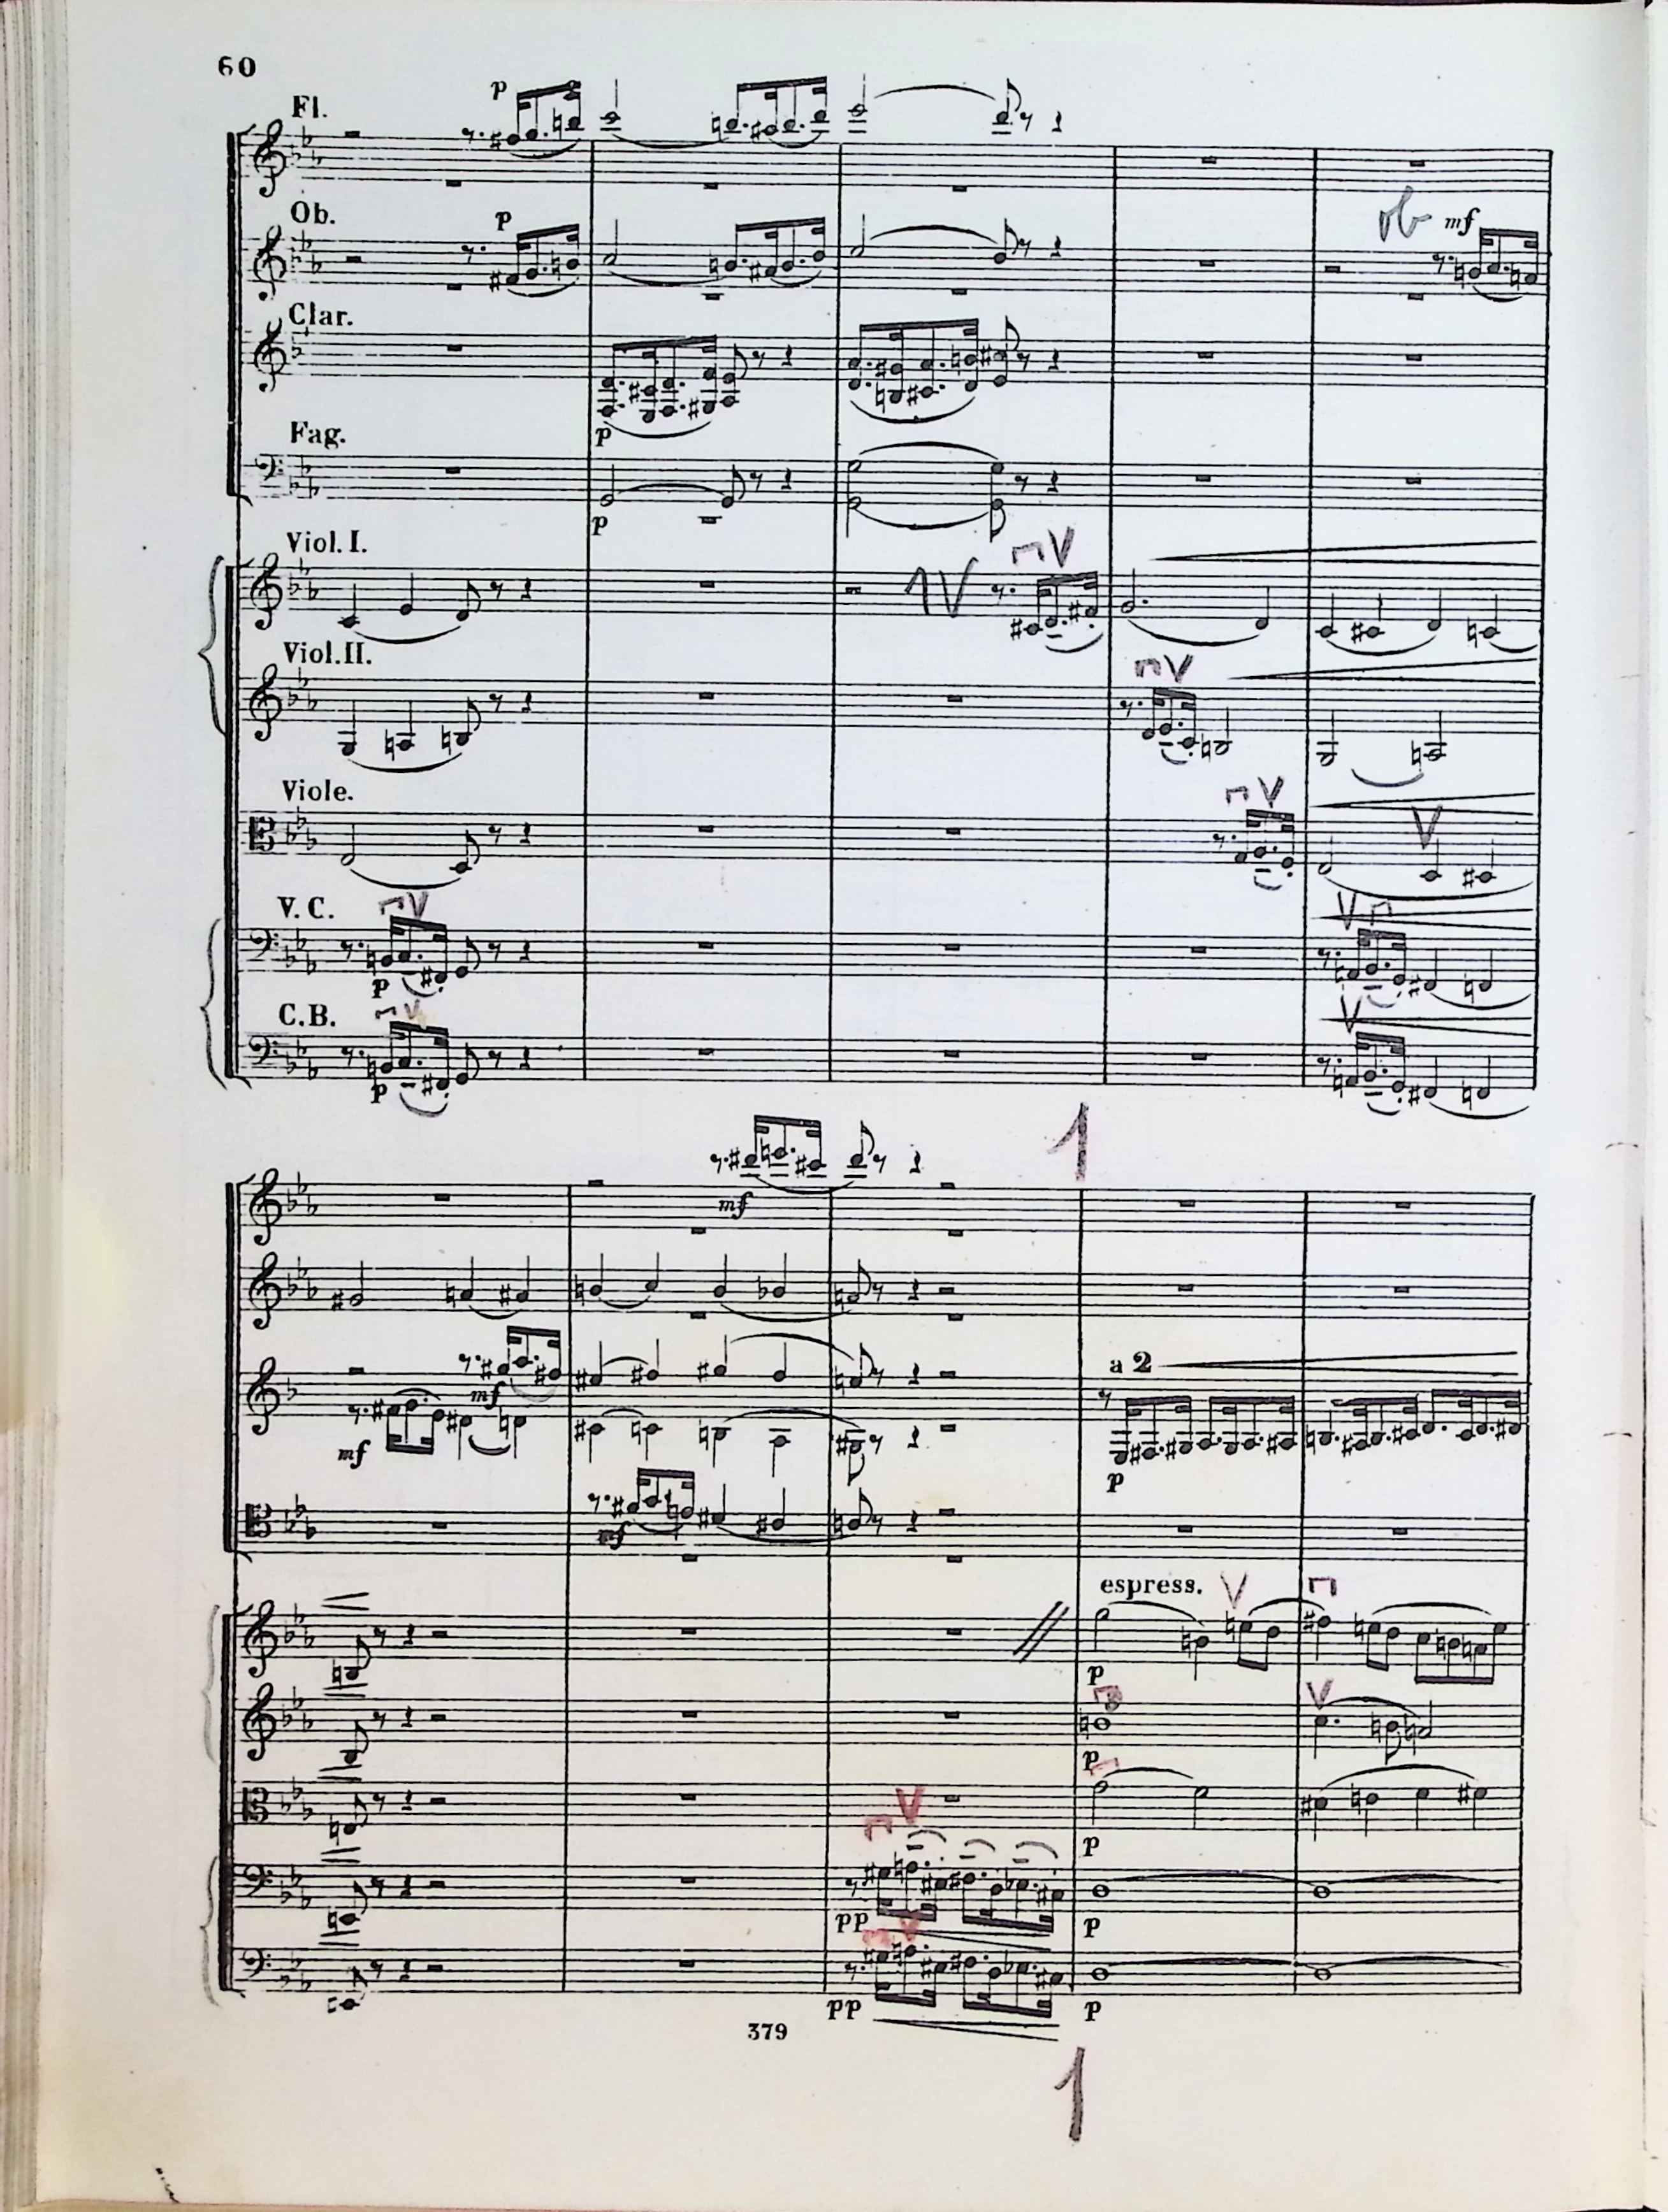 60
Fl.
p
Ob.
p
ob mf
Clar.
p
Fag.
p
Viol. I.
Viol. II.
Viole.
V. C.
p
C.B.
p
1
mf
a 2
mf
mf
p
mf
espress.
p
p
p
pp
p
pp
p
379
1